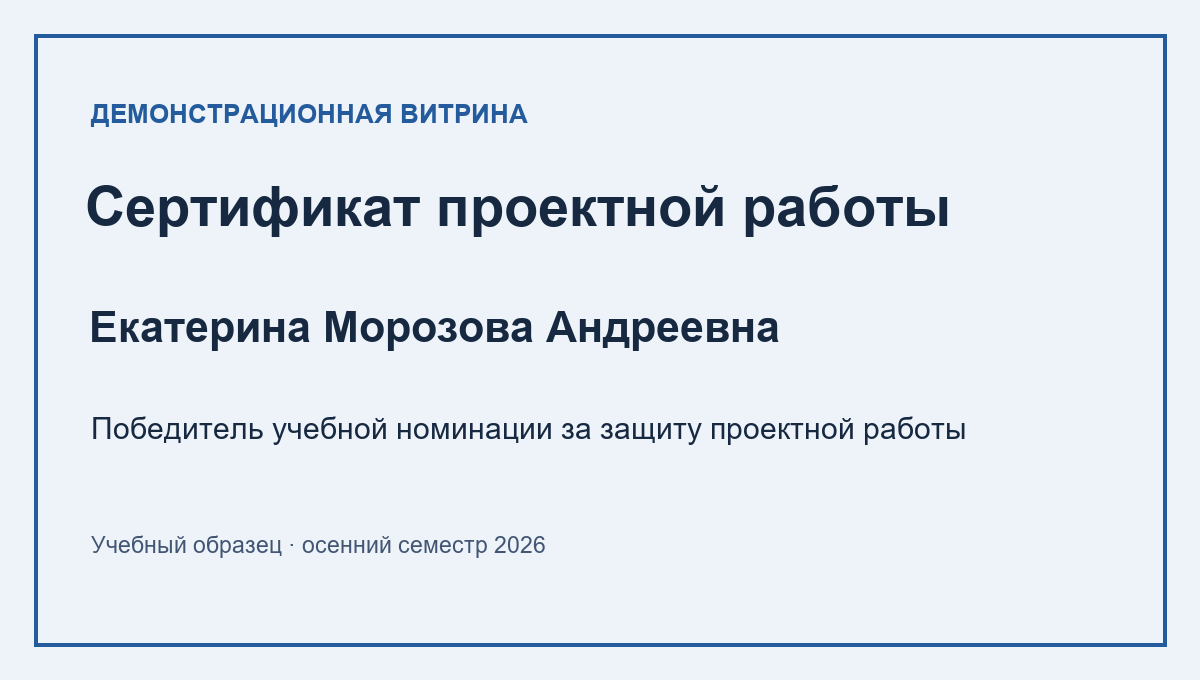 ДЕМОНСТРАЦИОННАЯ ВИТРИНА
Сертификат проектной работы
Екатерина Морозова Андреевна
Победитель учебной номинации за защиту проектной работы
Учебный образец · осенний семестр 2026